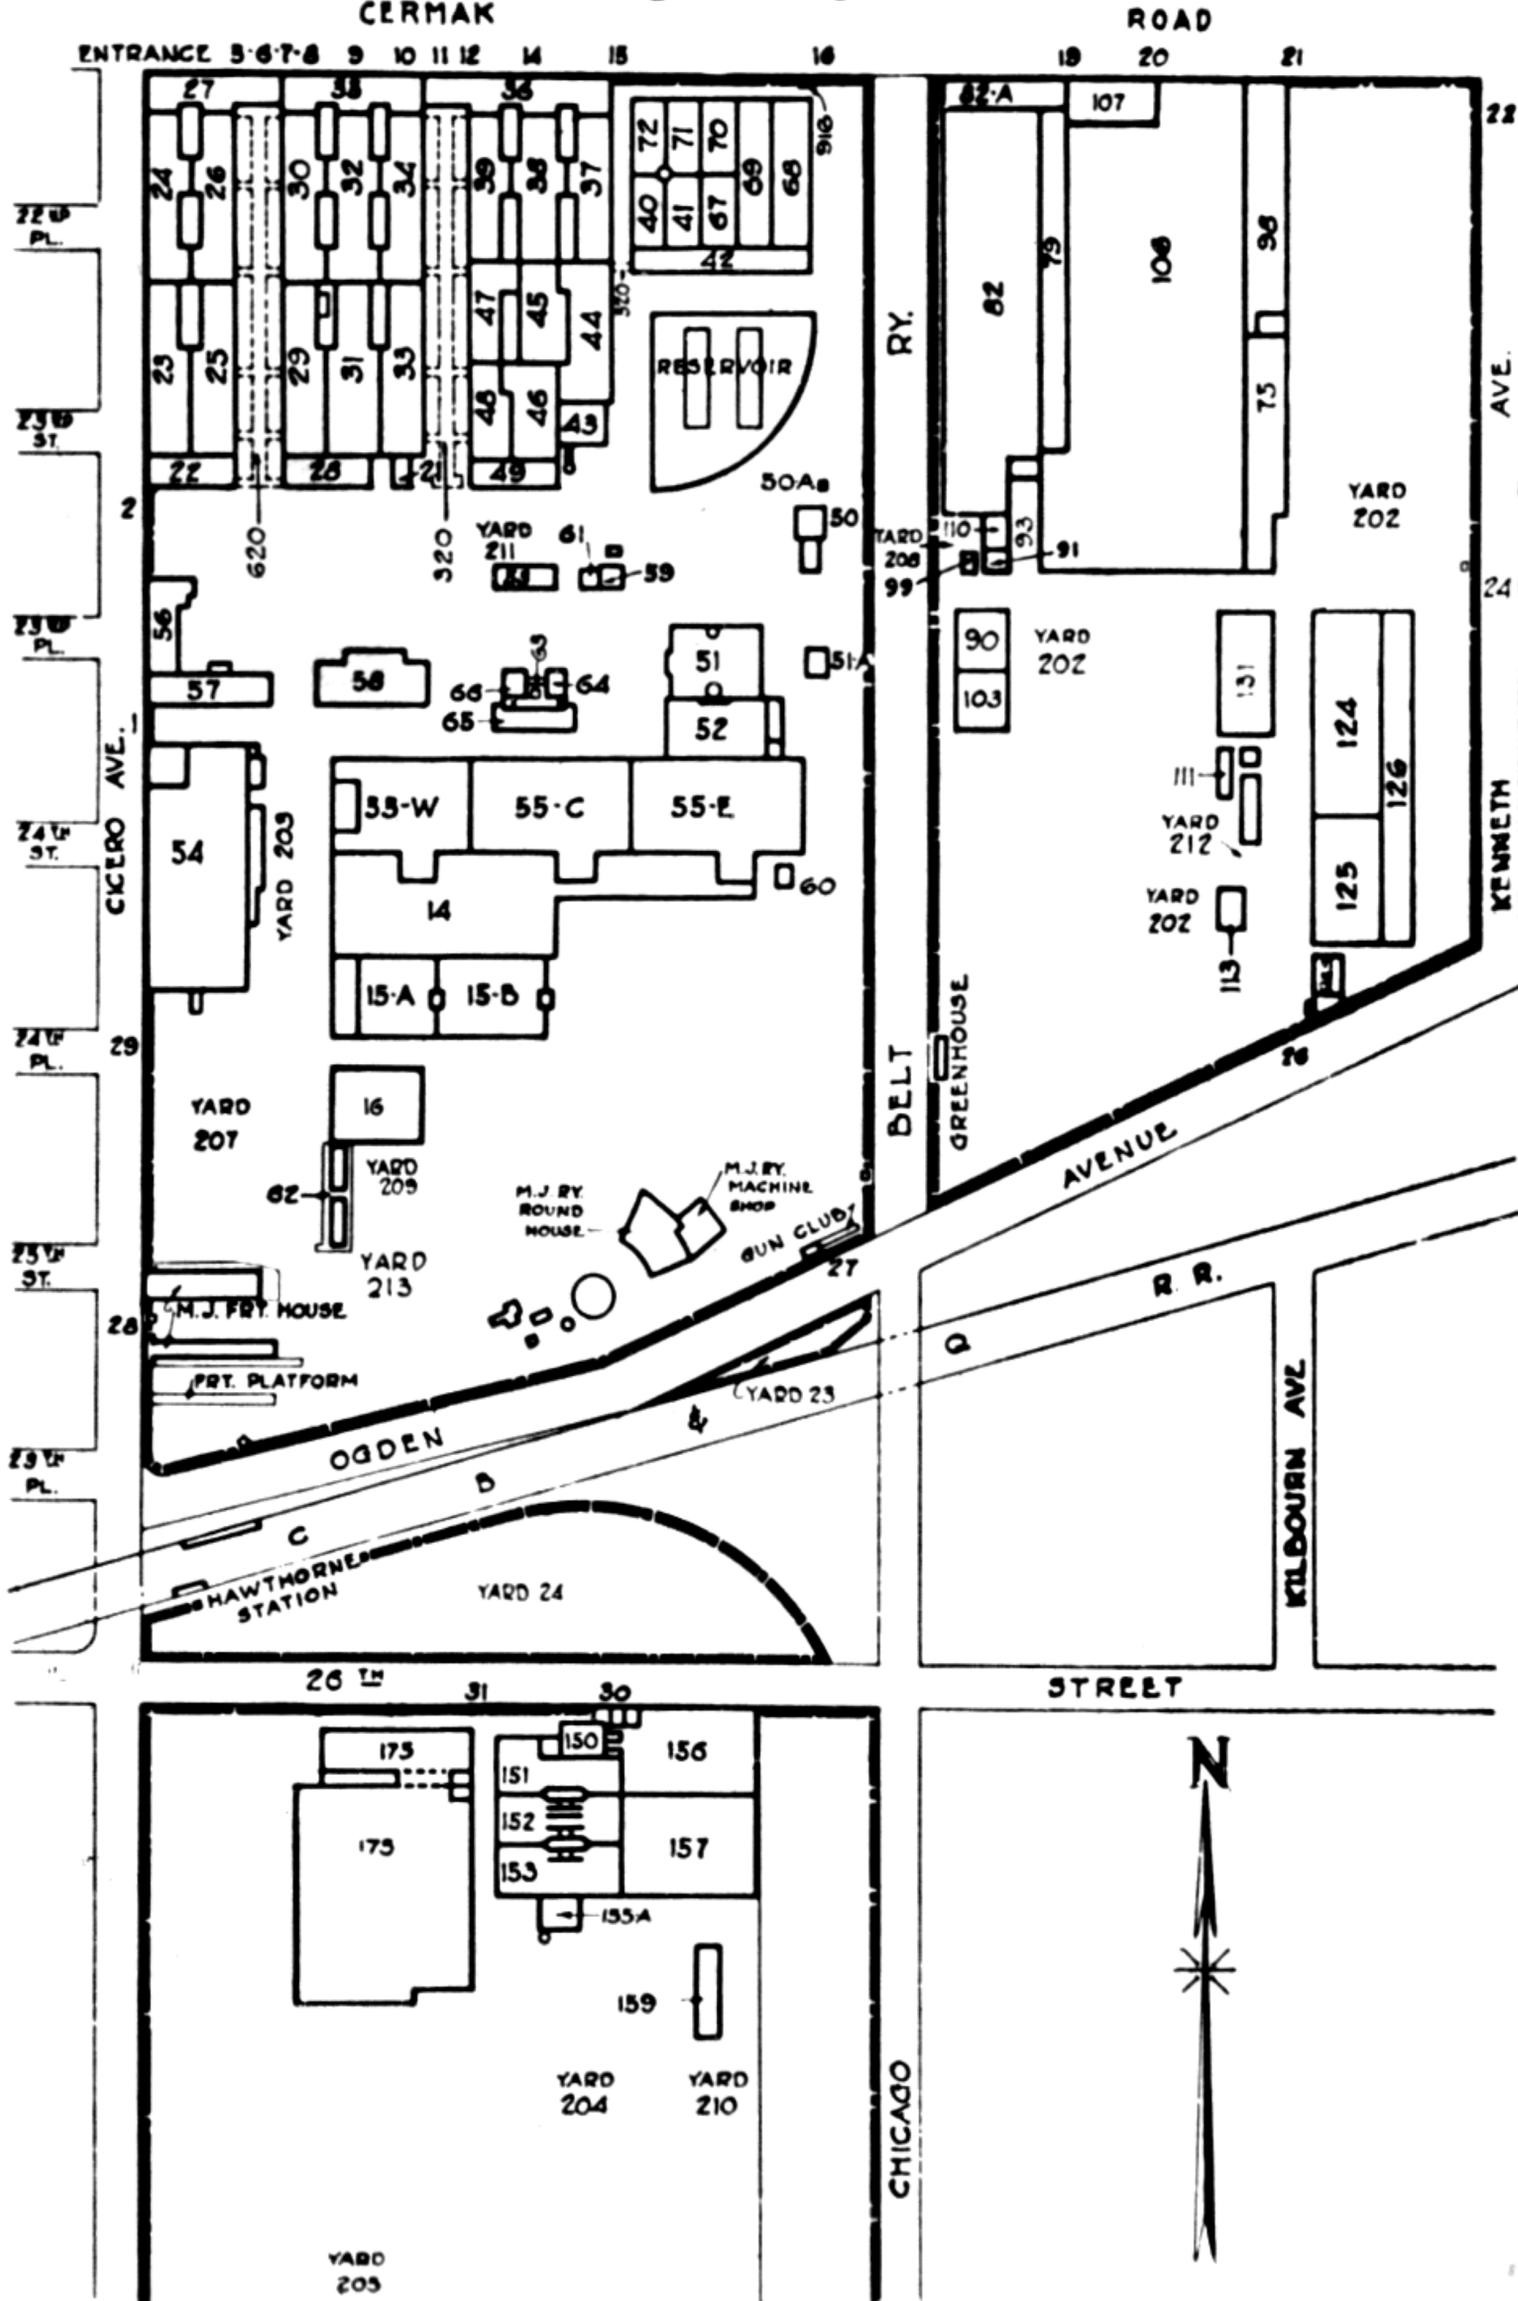 CERMAK ROAD
ENTRANCE 5·6·7·8 9 10 11 12 14 15 16 19 20 21
27 35 36 82-A 107
22
24 26 30 32 34 39 38 37
72 71 70 69 68
916
40 41 67
42
79 106 98
82
22ND
PL.
23 25 29 31 33
47 45 44
320
48 46 43
RESERVOIR
RY.
75
AVE.
23RD
ST.
22 28 21 49
50A
50
2
620
320
YARD
211
61
59
YARD
208
110
93
91
99
YARD
202
24
23RD
PL.
56
57
58
63
66
64
65
51
51A
52
90
103
YARD
202
131
124
126
125
1
CICERO AVE.
24TH
ST.
54
YARD 203
55-C 55-E
60
14
15-A 15-B
111
YARD
212
YARD
202
113
KENNETH
24TH
PL.
29
YARD
207
16
62
YARD
209
YARD
213
BELT
GREENHOUSE
26
AVENUE
M.J. RY.
ROUND
HOUSE
M.J. RY.
MACHINE
SHOP
GUN CLUB
27
25TH
ST.
28
M.J. FRT. HOUSE
FRT. PLATFORM
R. R.
Q
YARD 23
&
OGDEN
B
C
PL.
HAWTHORNE
STATION
YARD 24
KILBOURN AVE
26TH
STREET
31 30
150
151
152
153
156
157
155A
159
YARD
204
YARD
210
CHICAGO
YARD
205
N